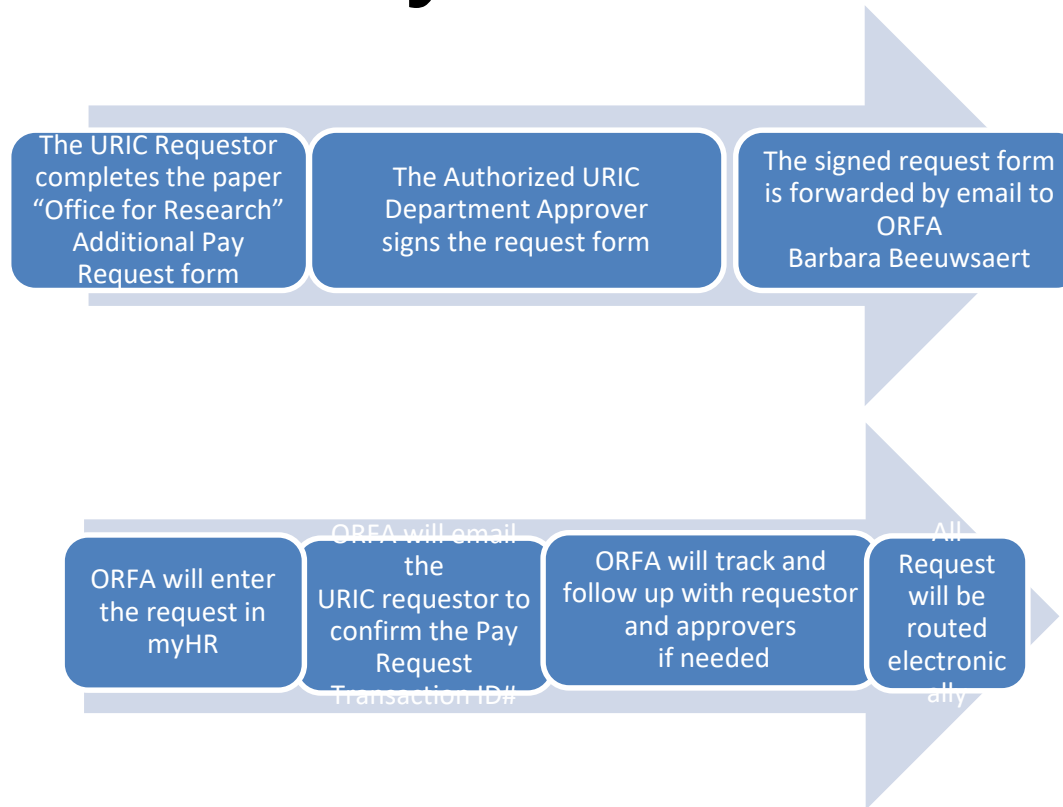 The URIC Requestor
completes the paper
“Office for Research”
Additional Pay
Request form
The Authorized URIC
Department Approver
signs the request form
The signed request form
is forwarded by email to
ORFA
Barbara Beeuwsaert
ORFA will enter
the request in
myHR
ORFA will email
the
URIC requestor to
confirm the Pay
Request
Transaction ID#
ORFA will track and
follow up with requestor
and approvers
if needed
All
Request
will be
routed
electronic
ally